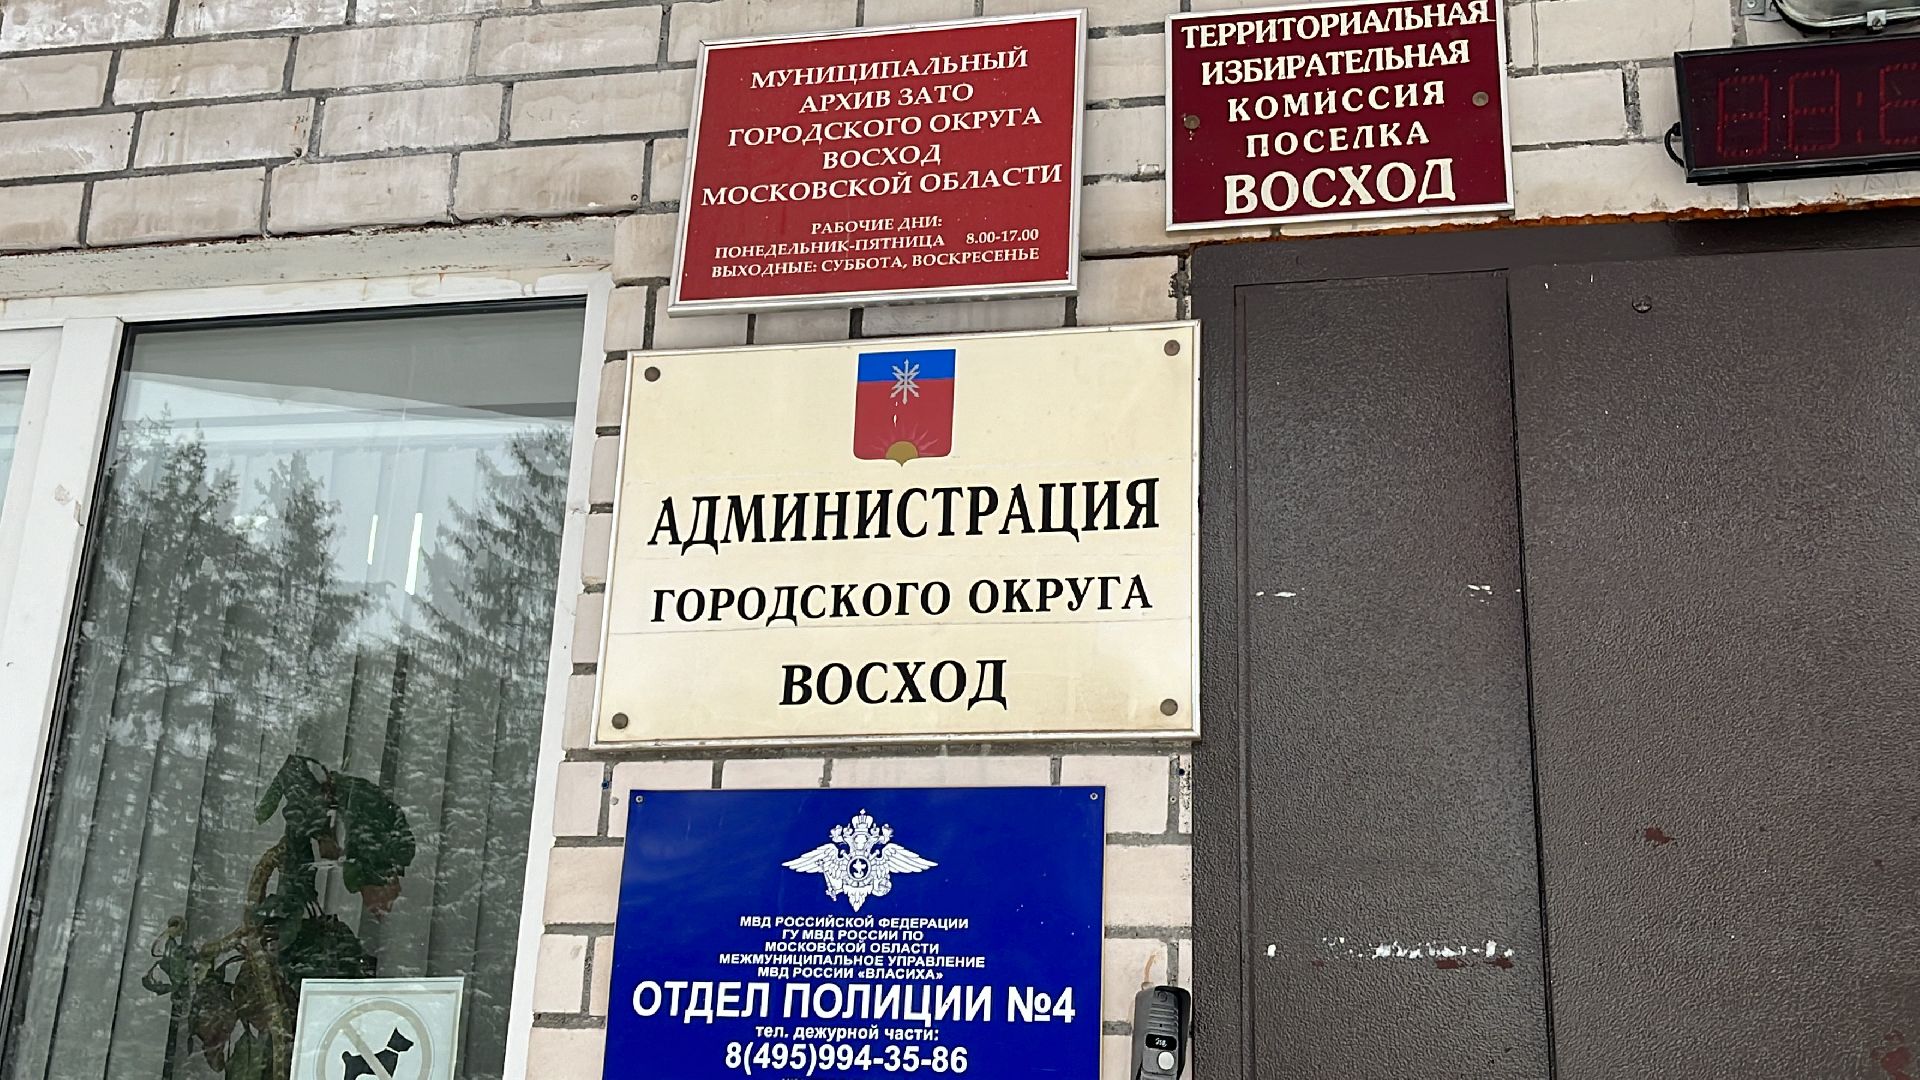 МУНИЦИПАЛЬНЫЙ
АРХИВ ЗАТО
ГОРОДСКОГО ОКРУГА
ВОСХОД
МОСКОВСКОЙ ОБЛАСТИ
РАБОЧИЕ ДНИ:
ПОНЕДЕЛЬНИК-ПЯТНИЦА 8.00-17.00
ВЫХОДНЫЕ: СУББОТА, ВОСКРЕСЕНЬЕ
ТЕРРИТОРИАЛЬНАЯ
ИЗБИРАТЕЛЬНАЯ
КОМИССИЯ
ПОСЕЛКА
ВОСХОД
АДМИНИСТРАЦИЯ
ГОРОДСКОГО ОКРУГА
ВОСХОД
МВД РОССИЙСКОЙ ФЕДЕРАЦИИ
ГУ МВД РОССИИ ПО
МОСКОВСКОЙ ОБЛАСТИ
МЕЖМУНИЦИПАЛЬНОЕ УПРАВЛЕНИЕ
МВД РОССИИ «ВЛАСИХА»
ОТДЕЛ ПОЛИЦИИ №4
тел. дежурной части:
8(495)994-35-86